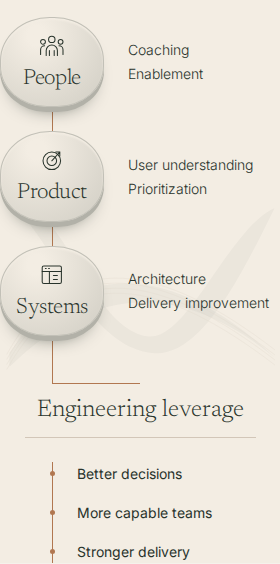 People
Coaching
Enablement
Product
User understanding
Prioritization
Systems
Architecture
Delivery improvement
Engineering leverage
Better decisions
More capable teams
Stronger delivery